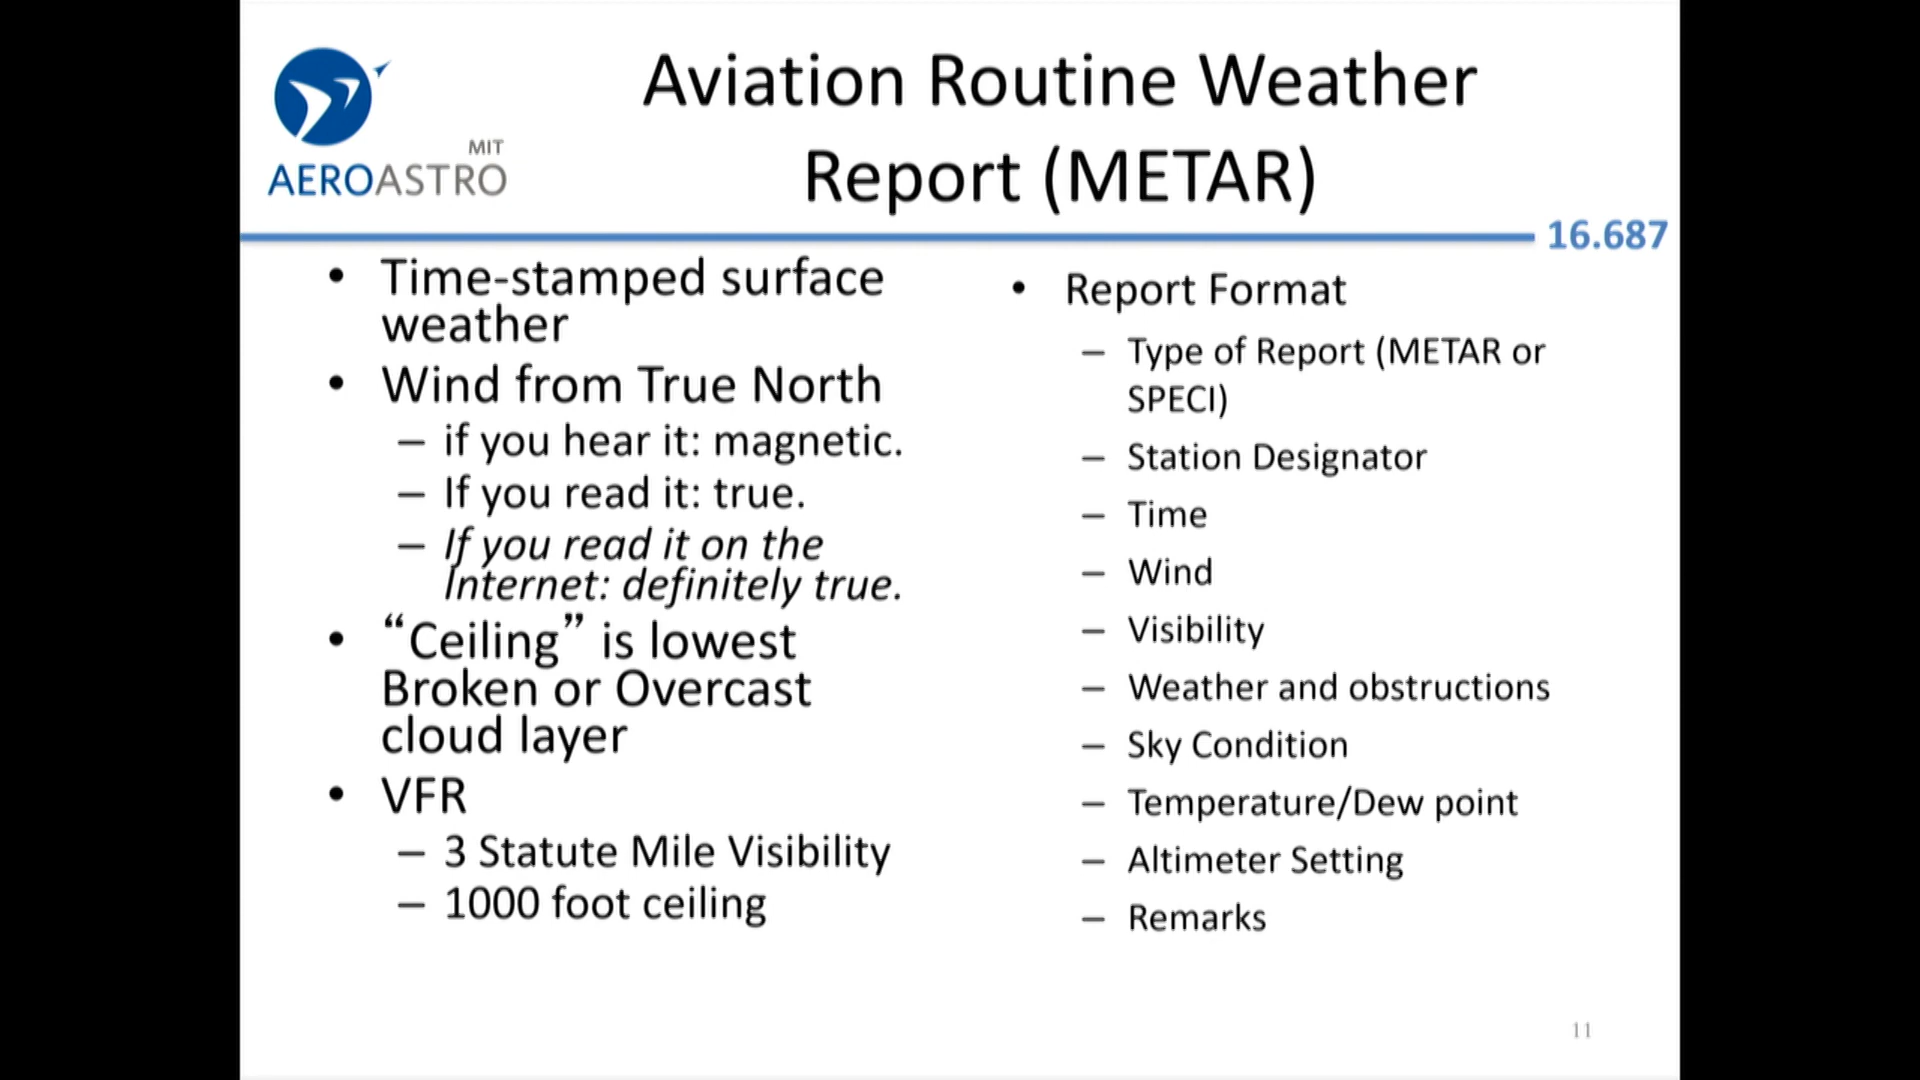 MIT
AEROASTRO
Aviation Routine Weather
Report (METAR)
16.687
• Time-stamped surface
weather
• Wind from True North
– if you hear it: magnetic.
– If you read it: true.
– If you read it on the
Internet: definitely true.
• “Ceiling” is lowest
Broken or Overcast
cloud layer
• VFR
– 3 Statute Mile Visibility
– 1000 foot ceiling
• Report Format
– Type of Report (METAR or
SPECI)
– Station Designator
– Time
– Wind
– Visibility
– Weather and obstructions
– Sky Condition
– Temperature/Dew point
– Altimeter Setting
– Remarks
11